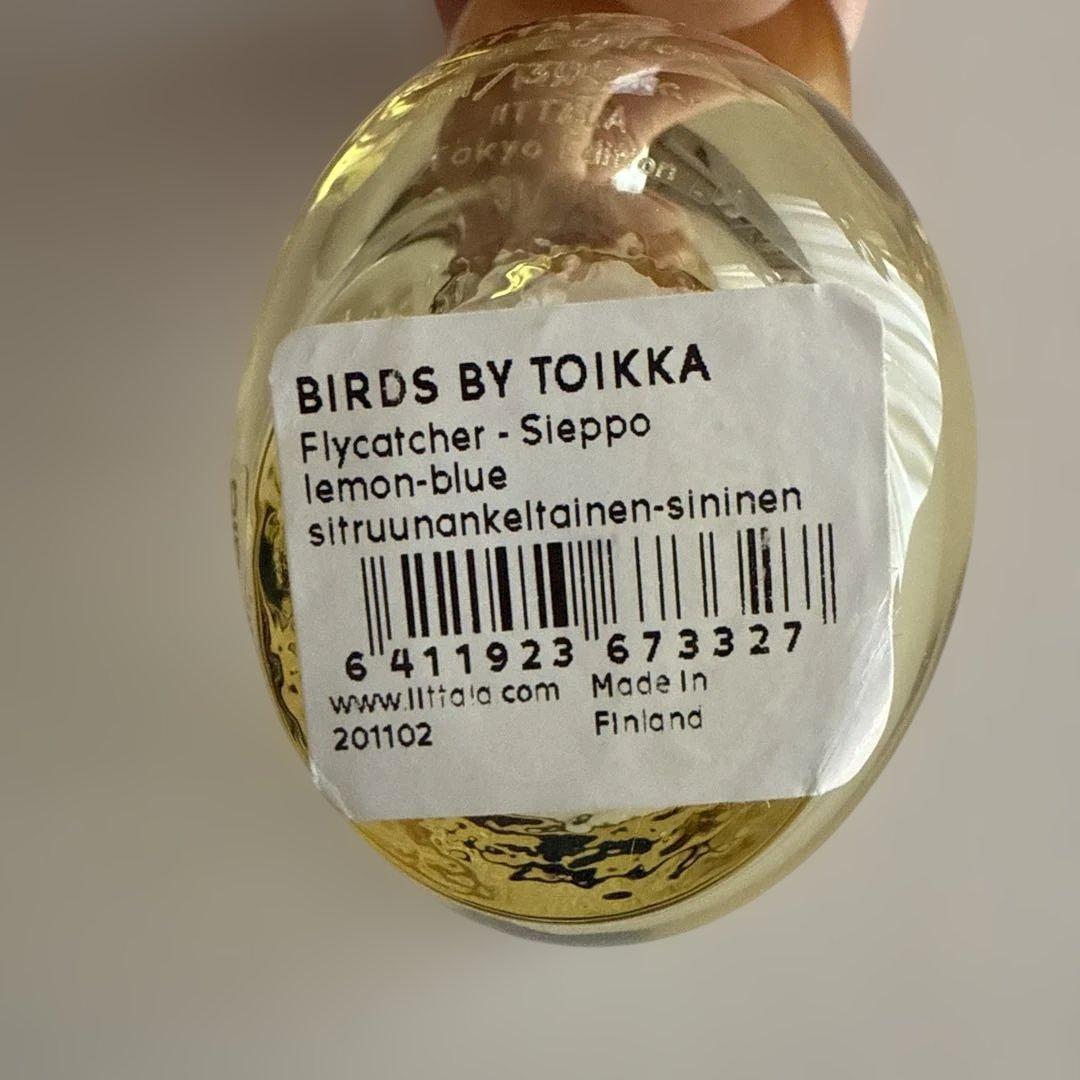 IITTALA
Tokyo Edition
BIRDS BY TOIKKA
Flycatcher - Sieppo
lemon-blue
sitruunankeltainen-sininen
6 411923 673327
www.iittala.com Made in
201102 Finland